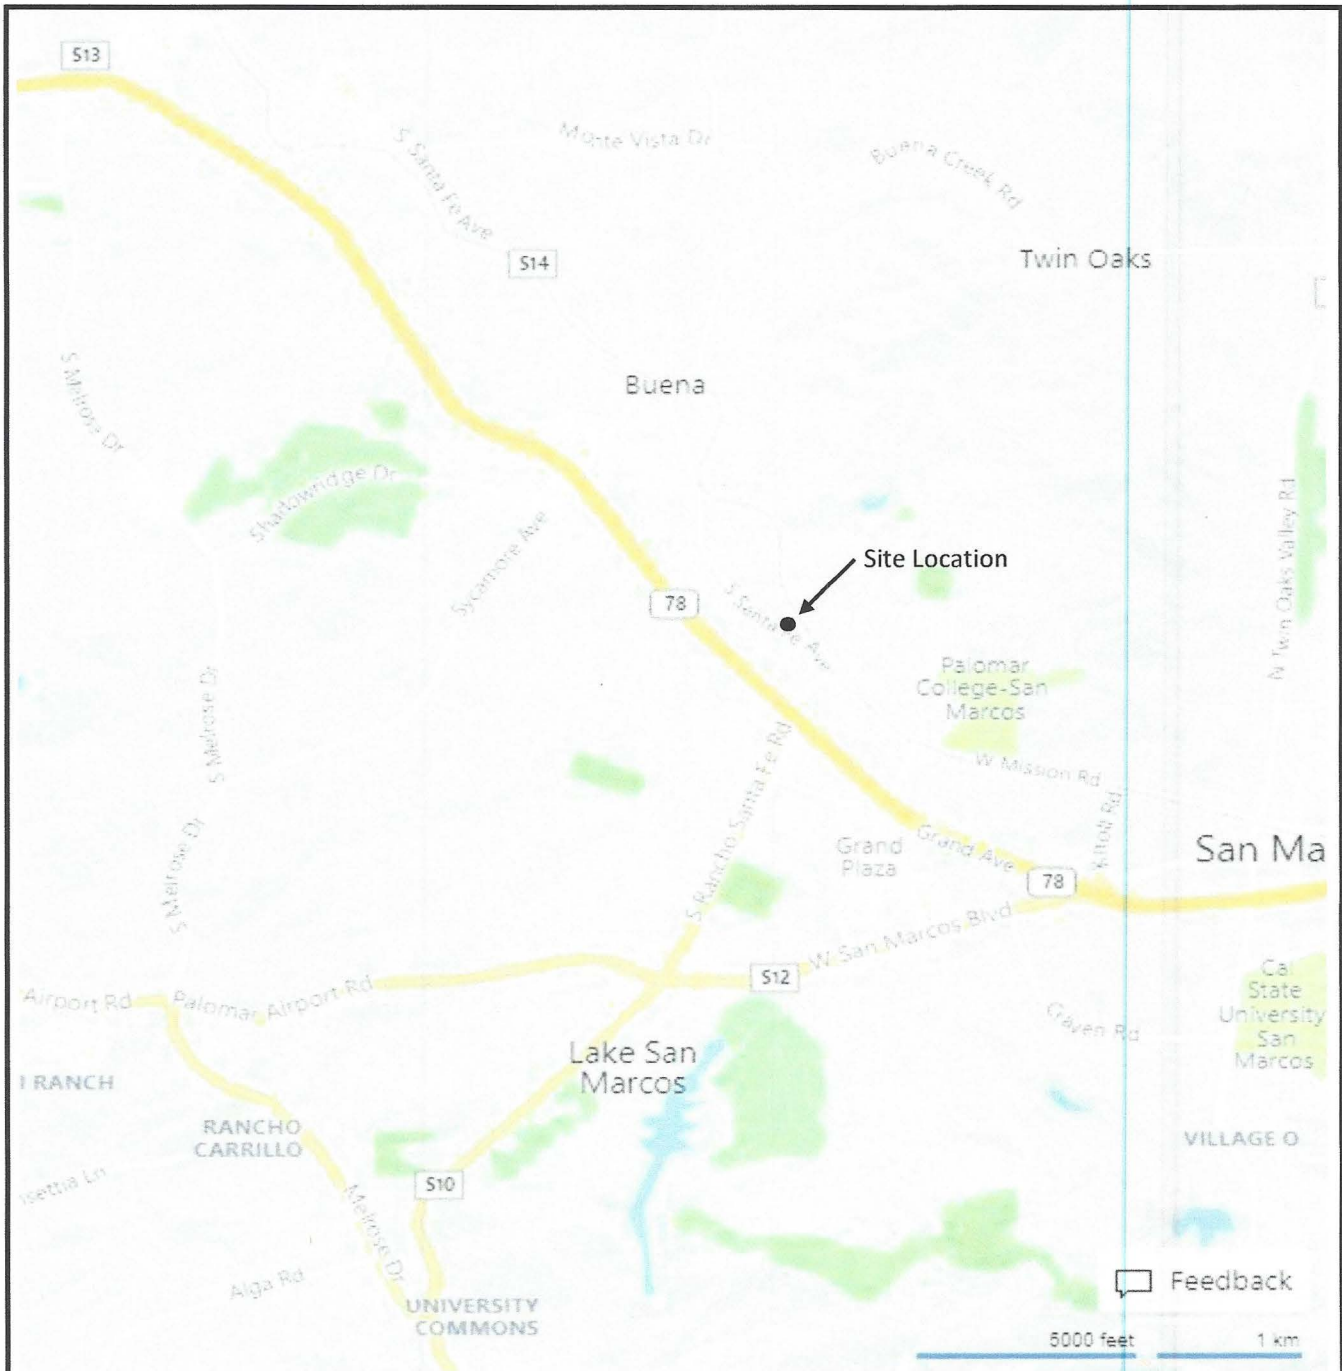 S13
S Santa Fe Ave
Monte Vista Dr
Buena Creek Rd
S14
Twin Oaks
S Melrose Dr
Buena
Shadowridge Dr
Sycamore Ave
Site Location
78
S Santa Fe Ave
N Twin Oaks Valley Rd
Palomar
College-San
Marcos
S Melrose Dr
S Rancho Santa Fe Rd
W Mission Rd
Grand
Plaza
Grand Ave
San Ma
78
S Melrose Dr
W San Marcos Blvd
S12
Airport Rd
Palomar Airport Rd
Cal
State
University
San
Marcos
Craven Rd
Lake San
Marcos
I RANCH
RANCHO
CARRILLO
VILLAGE O
nsettia Ln
S10
Melrose Dr
Alga Rd
UNIVERSITY
COMMONS
Feedback
5000 feet
1 km